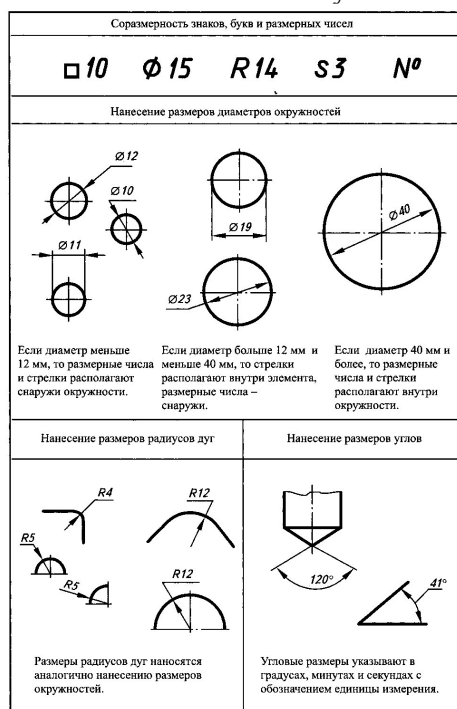 Соразмерность знаков, букв и размерных чисел
□10 Ø15 R14 s3 Nº
Нанесение размеров диаметров окружностей
Ø12
Ø10
Ø11
Ø19
Ø23
Ø40
Если диаметр меньше
12 мм, то размерные числа
и стрелки располагают
снаружи окружности.
Если диаметр больше 12 мм и
меньше 40 мм, то стрелки
располагают внутри элемента,
размерные числа –
снаружи.
Если диаметр 40 мм и
более, то размерные
числа и стрелки
располагают внутри
окружности.
Нанесение размеров радиусов дуг
R4
R12
R5
R5
R12
Размеры радиусов дуг наносятся
аналогично нанесению размеров
окружностей.
Нанесение размеров углов
120°
41°
Угловые размеры указывают в
градусах, минутах и секундах с
обозначением единицы измерения.